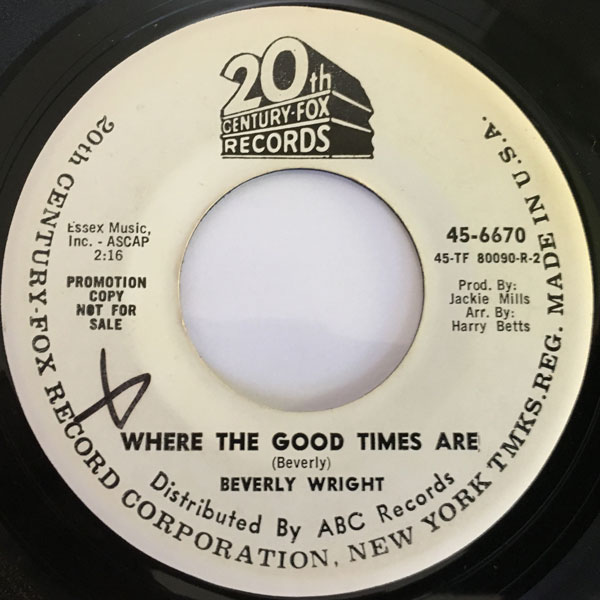 20th
CENTURY-FOX
RECORDS
Essex Music,
Inc. - ASCAP
2:16
PROMOTION
COPY
NOT FOR
SALE
45-6670
45-TF 80090-R-2
Prod. By:
Jackie Mills
Arr. By:
Harry Betts
WHERE THE GOOD TIMES ARE
(Beverly)
BEVERLY WRIGHT
Distributed By ABC Records
20th CENTURY-FOX RECORD CORPORATION, NEW YORK TMKS. REG. MADE IN U.S.A.